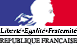 Liberté • Égalité • Fraternité
RÉPUBLIQUE FRANÇAISE